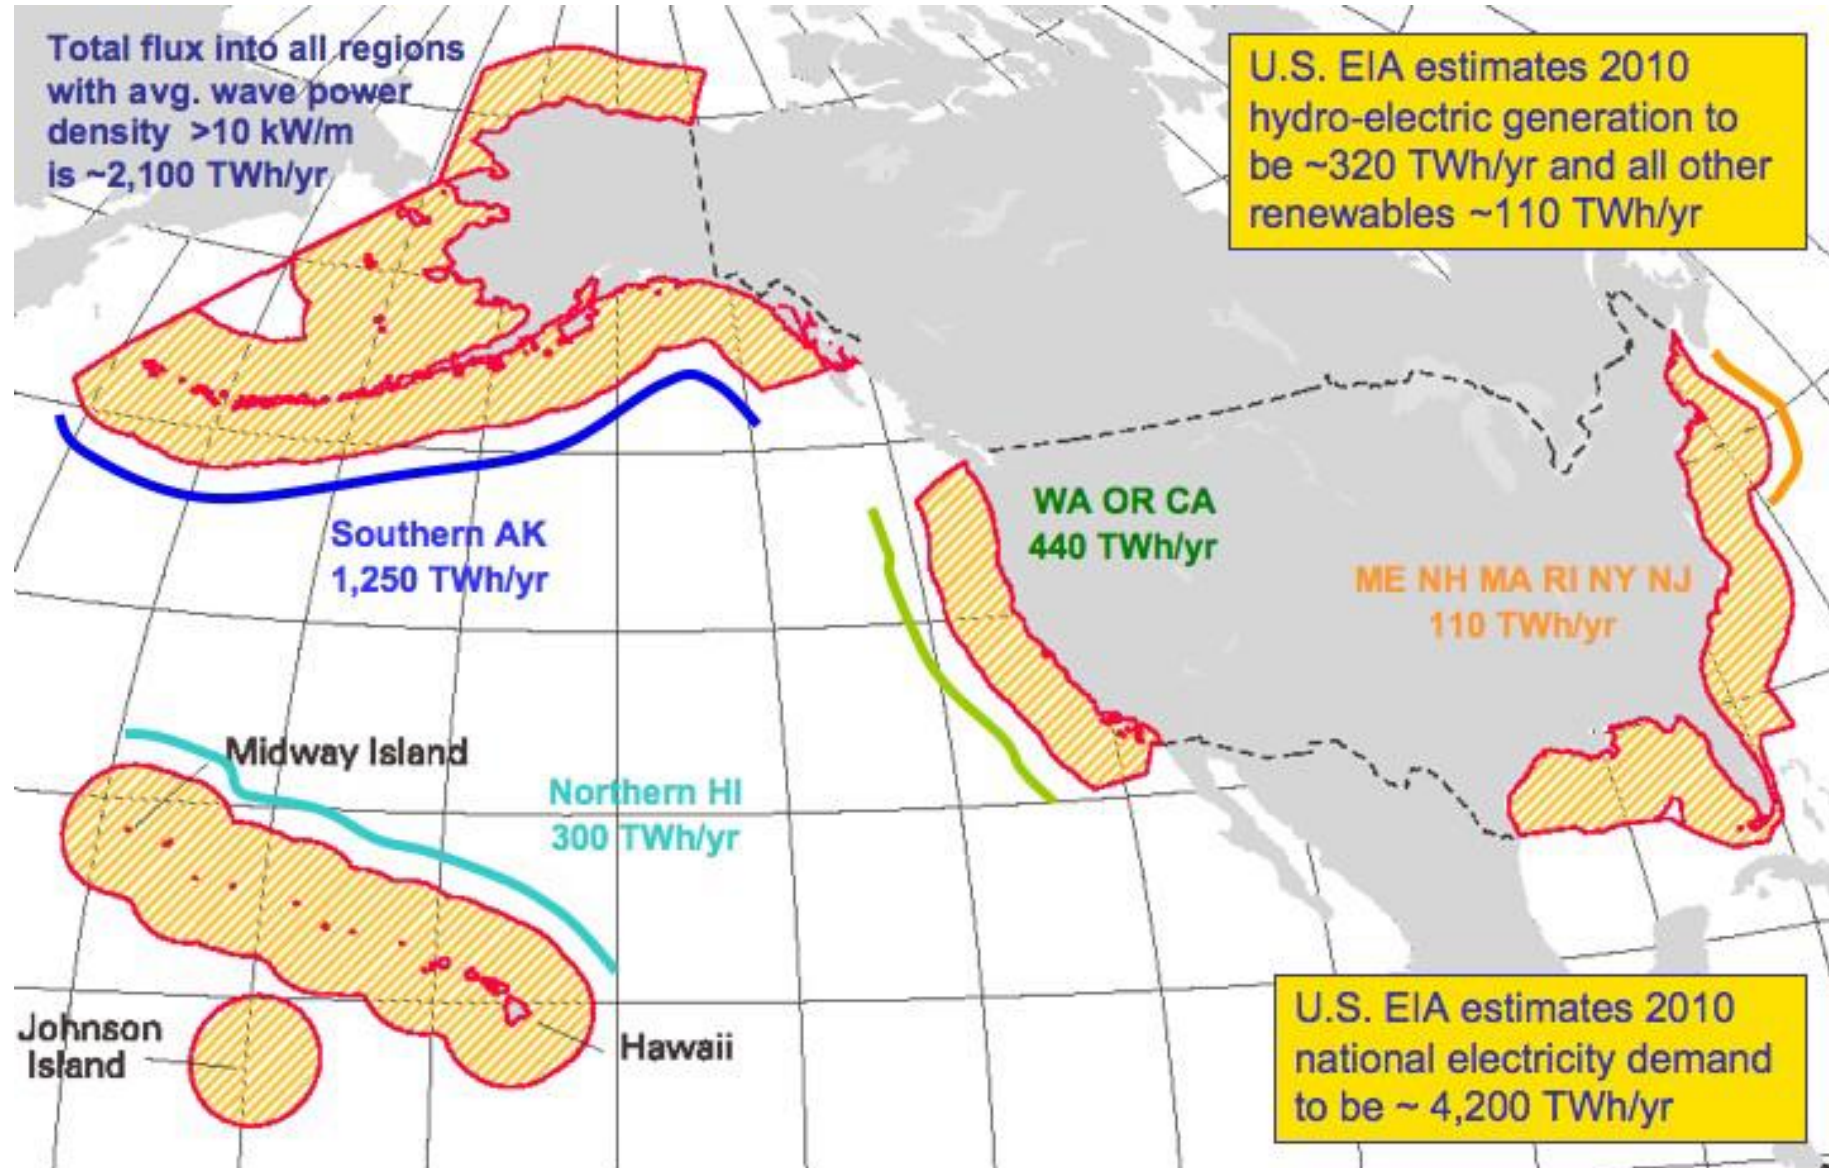 Total flux into all regions
with avg. wave power
density >10 kW/m
is ~2,100 TWh/yr
U.S. EIA estimates 2010
hydro-electric generation to
be ~320 TWh/yr and all other
renewables ~110 TWh/yr
Southern AK
1,250 TWh/yr
WA OR CA
440 TWh/yr
ME NH MA RI NY NJ
110 TWh/yr
Midway Island
Northern HI
300 TWh/yr
Johnson
Island
Hawaii
U.S. EIA estimates 2010
national electricity demand
to be ~ 4,200 TWh/yr